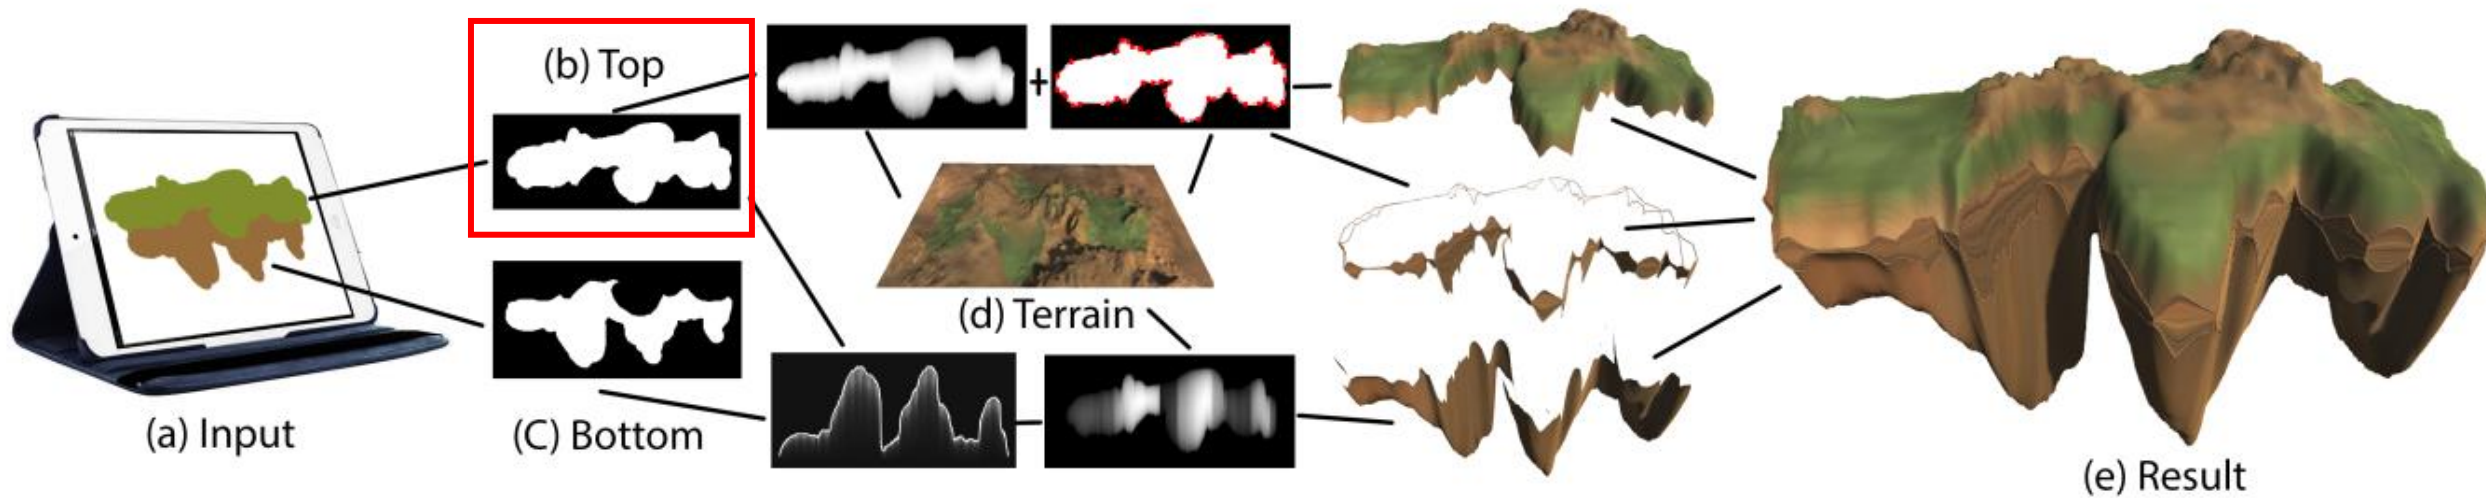 (b) Top
+
(d) Terrain
(a) Input
(C) Bottom
(e) Result